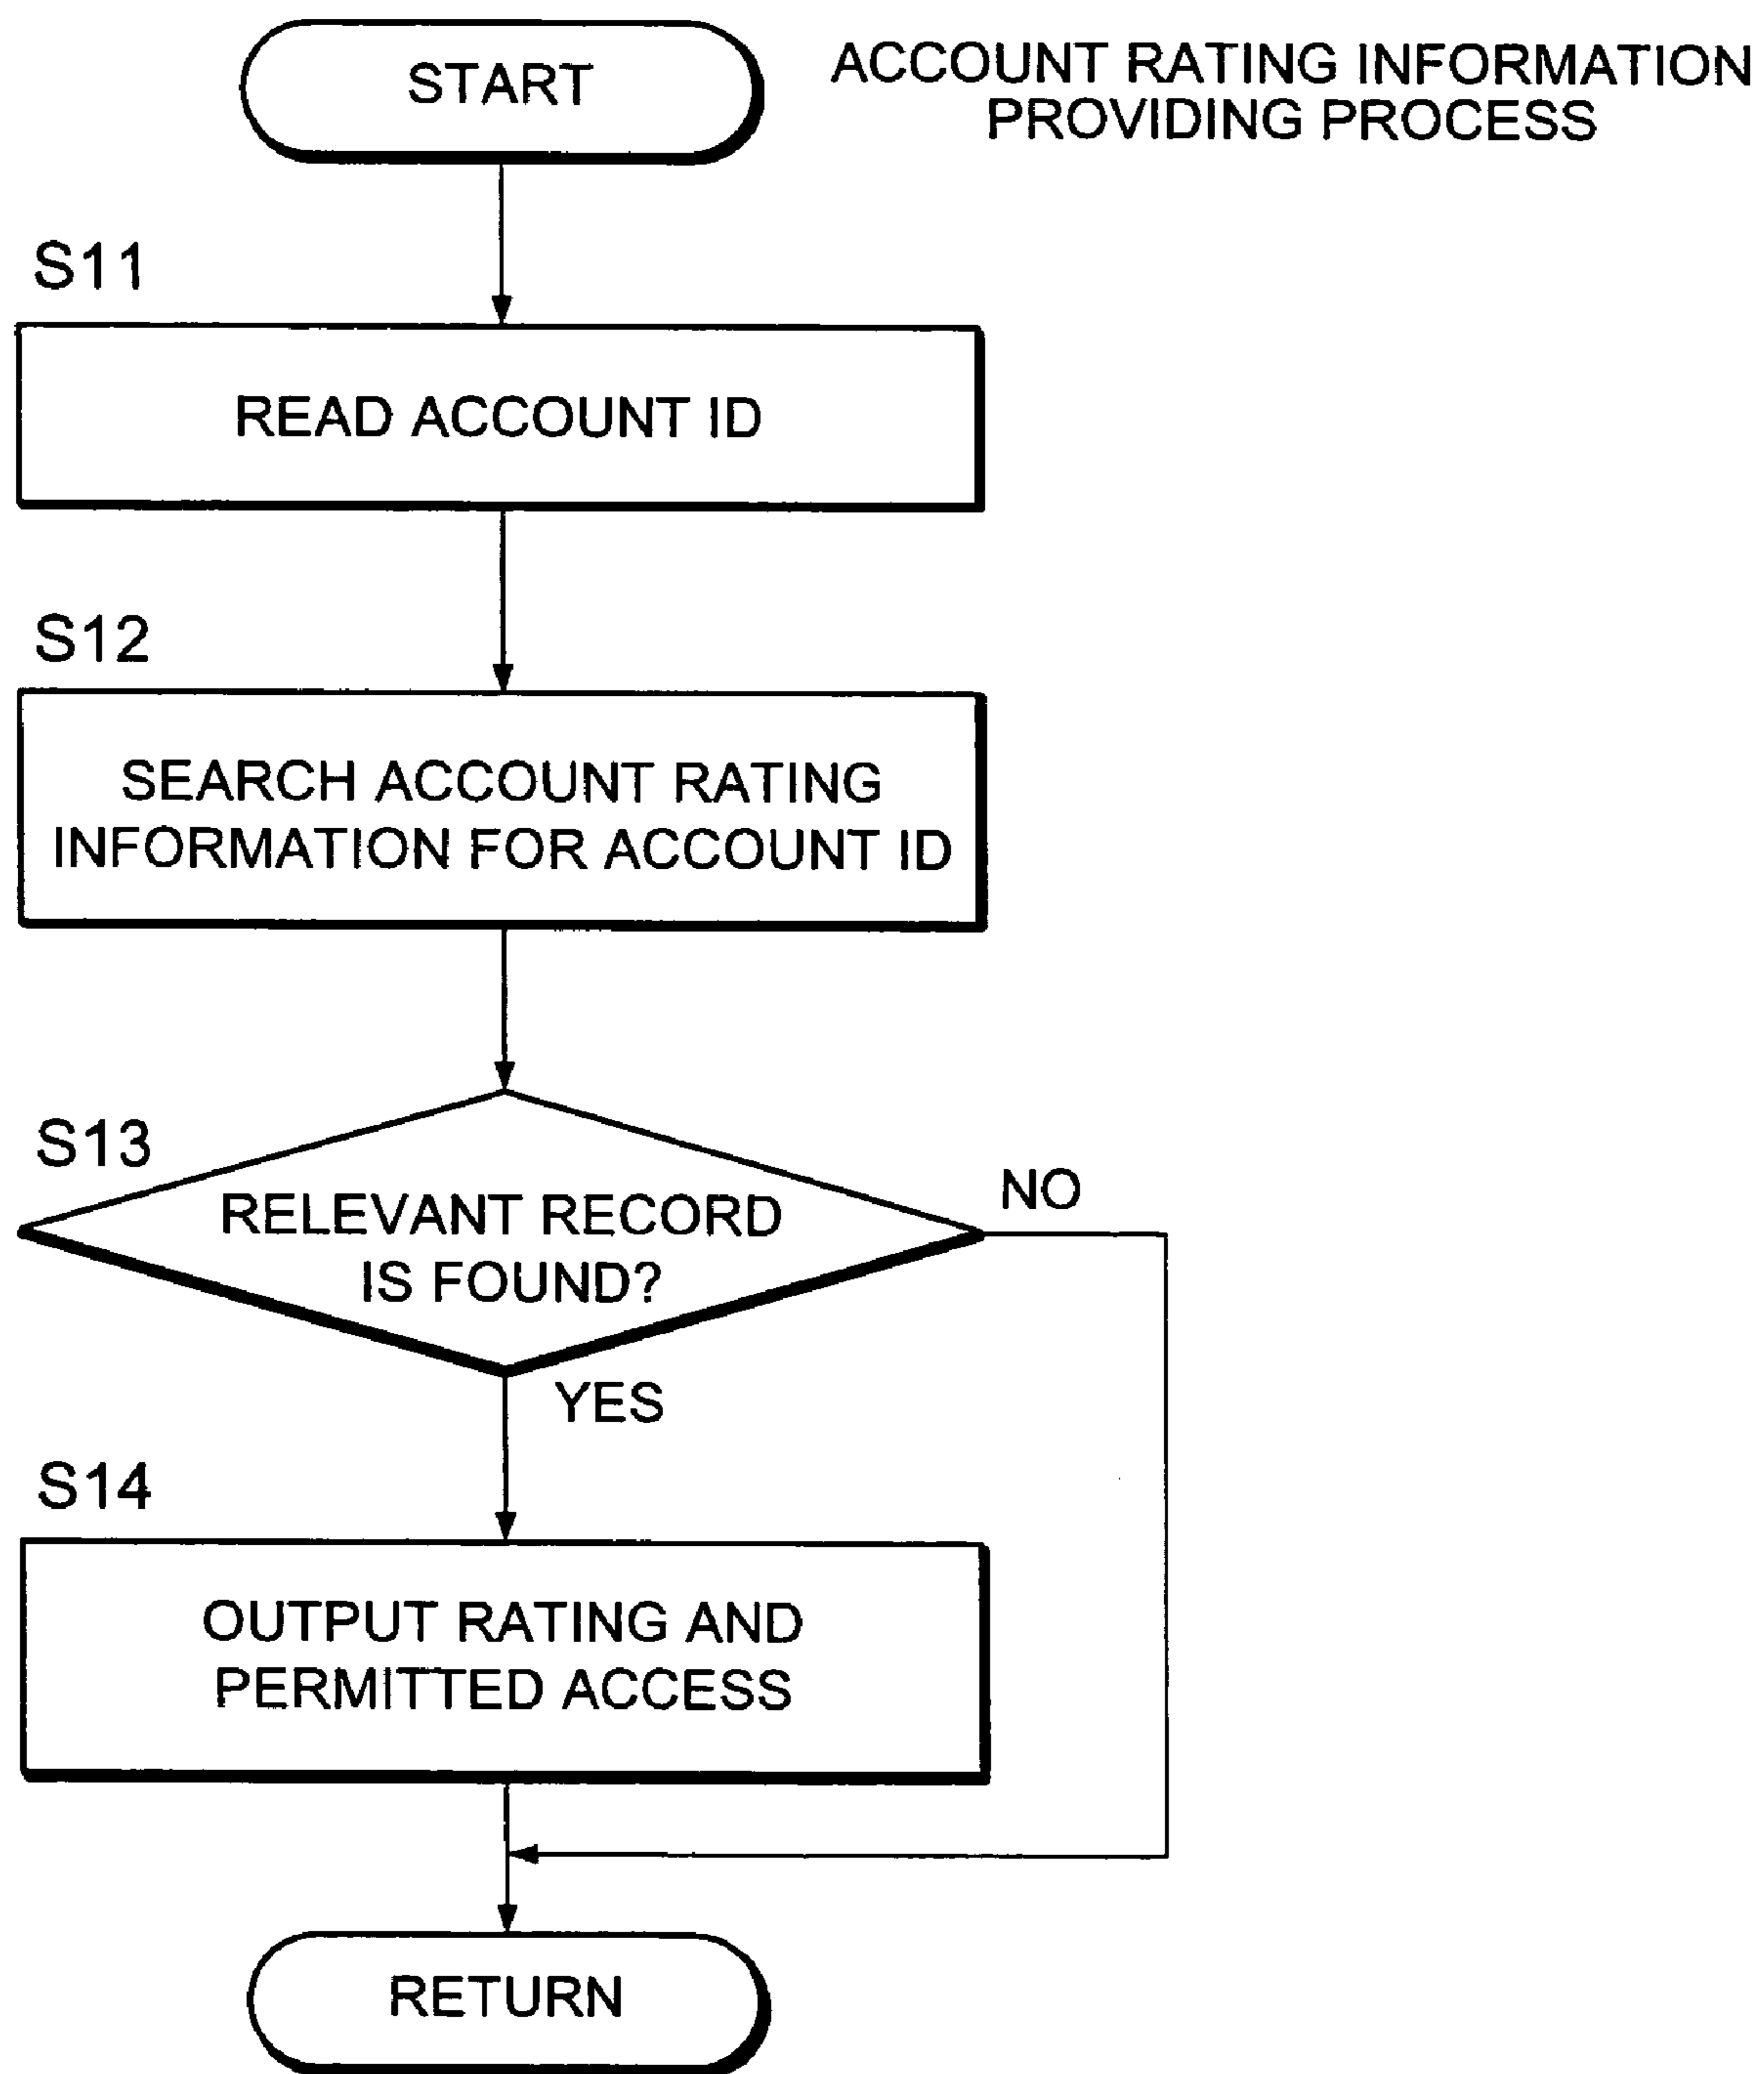 START
ACCOUNT RATING INFORMATION
PROVIDING PROCESS
S11
READ ACCOUNT ID
S12
SEARCH ACCOUNT RATING
INFORMATION FOR ACCOUNT ID
S13
RELEVANT RECORD
IS FOUND?
NO
YES
S14
OUTPUT RATING AND
PERMITTED ACCESS
RETURN